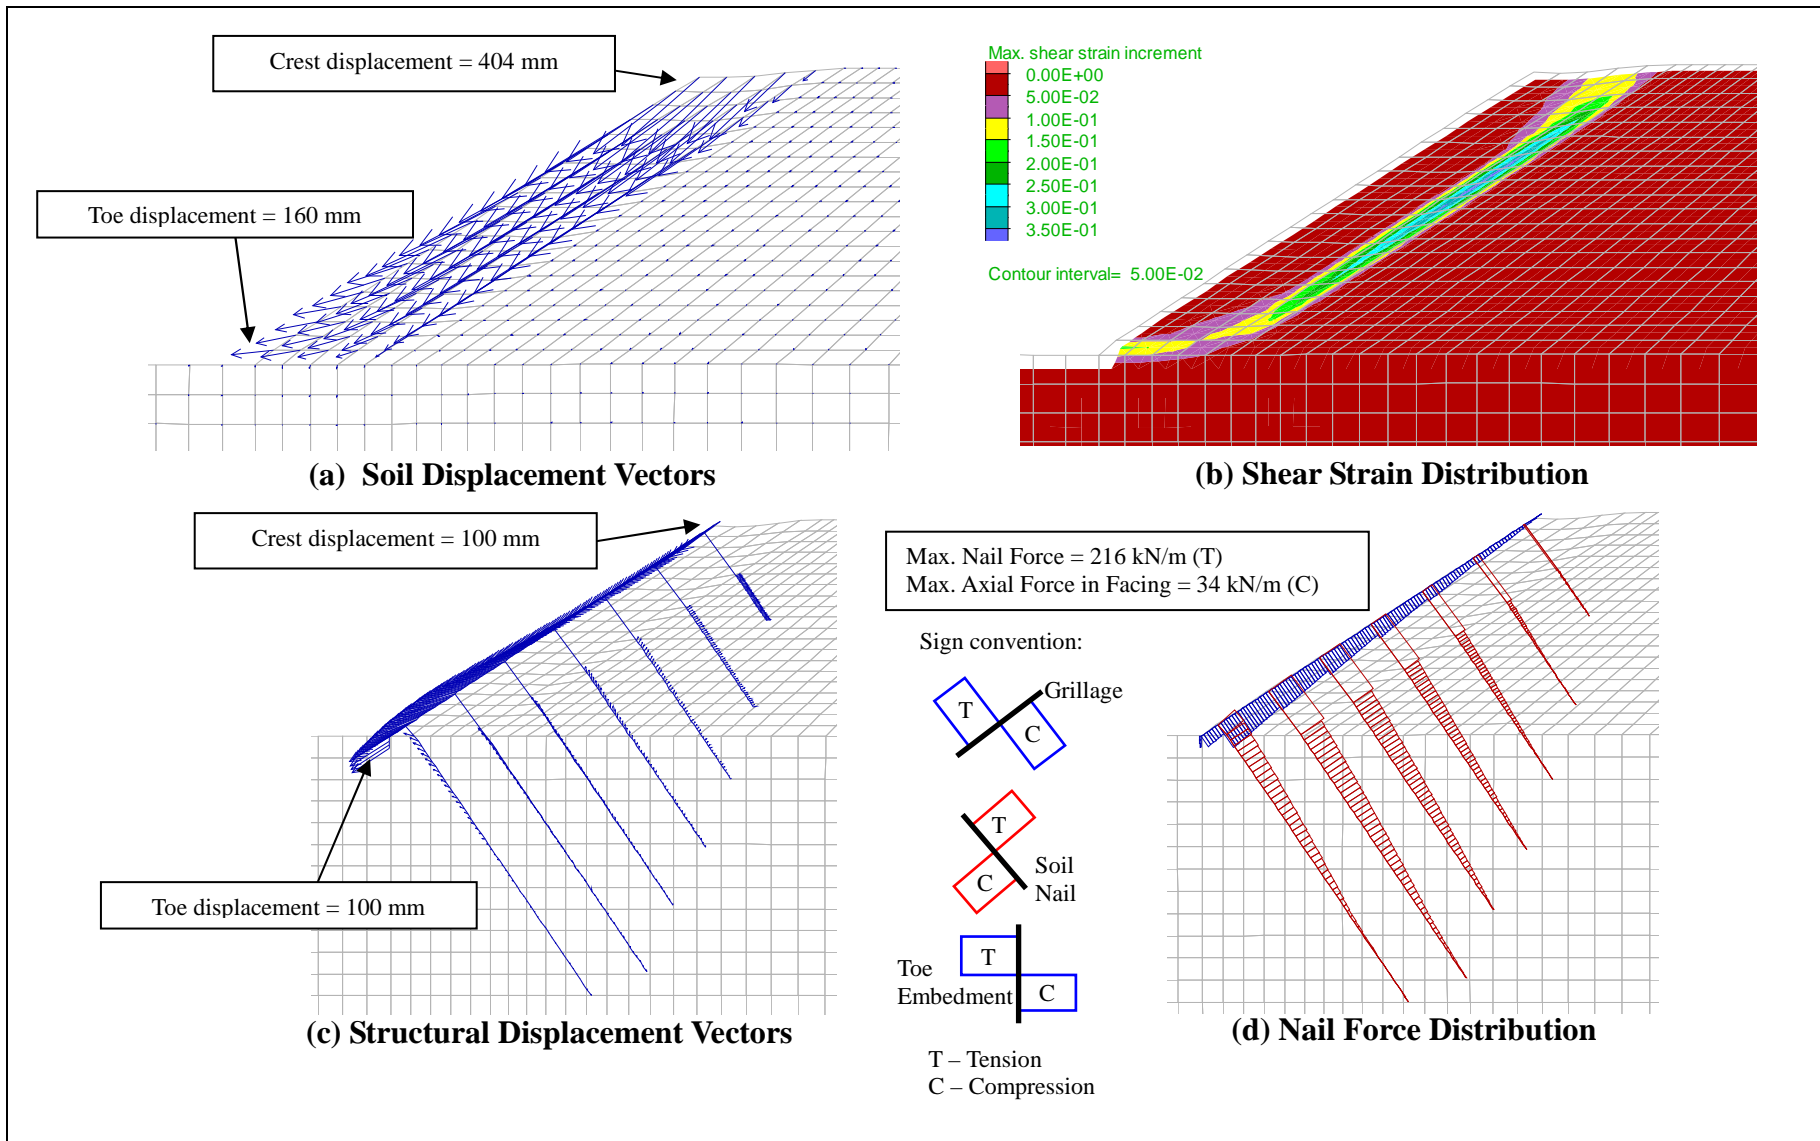 Crest displacement = 404 mm
Toe displacement = 160 mm
(a) Soil Displacement Vectors
Max. shear strain increment
0.00E+00
5.00E-02
1.00E-01
1.50E-01
2.00E-01
2.50E-01
3.00E-01
3.50E-01
Contour interval= 5.00E-02
(b) Shear Strain Distribution
Crest displacement = 100 mm
Toe displacement = 100 mm
(c) Structural Displacement Vectors
Max. Nail Force = 216 kN/m (T)
Max. Axial Force in Facing = 34 kN/m (C)
Sign convention:
Grillage
T
C
T
C
Soil
Nail
T
C
Toe
Embedment
T – Tension
C – Compression
(d) Nail Force Distribution